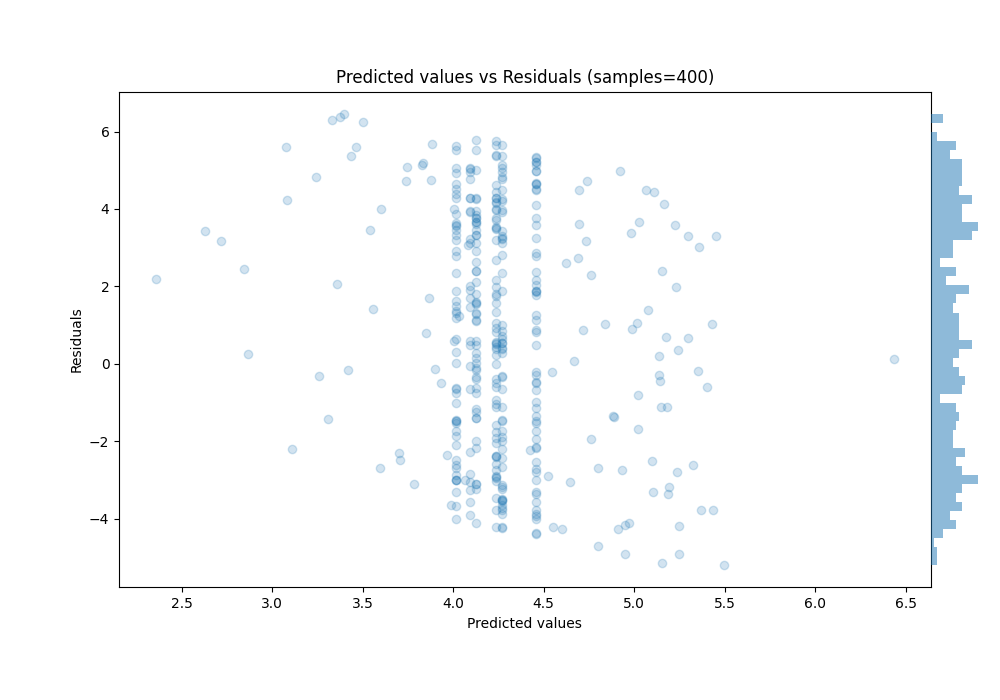 Predicted values vs Residuals (samples=400)
Residuals
6
4
2
0
−2
−4
2.5 3.0 3.5 4.0 4.5 5.0 5.5 6.0 6.5
Predicted values